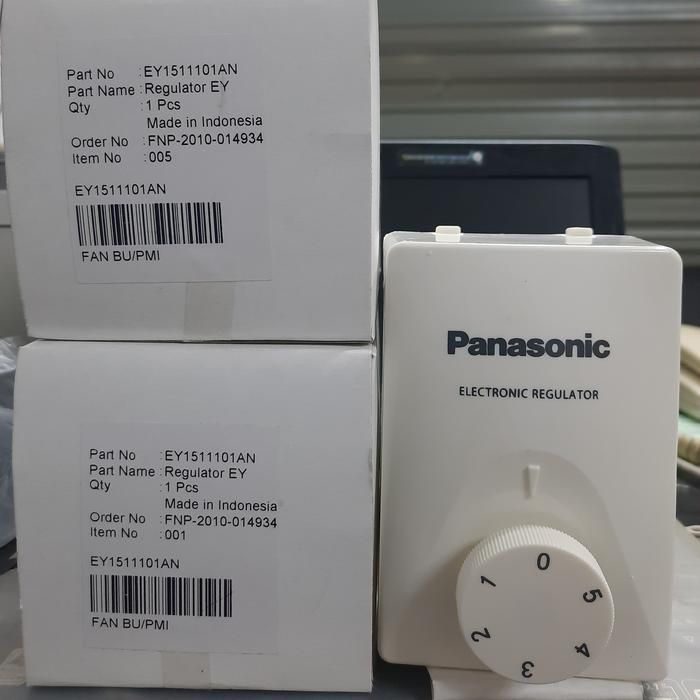 Part No : EY1511101AN
Part Name : Regulator EY
Qty : 1 Pcs
Made in Indonesia
Order No : FNP-2010-014934
Item No : 005
EY1511101AN
FAN BU/PMI
Part No : EY1511101AN
Part Name : Regulator EY
Qty : 1 Pcs
Made in Indonesia
Order No : FNP-2010-014934
Item No : 001
EY1511101AN
FAN BU/PMI
Panasonic
ELECTRONIC REGULATOR
0
1
2
3
4
5